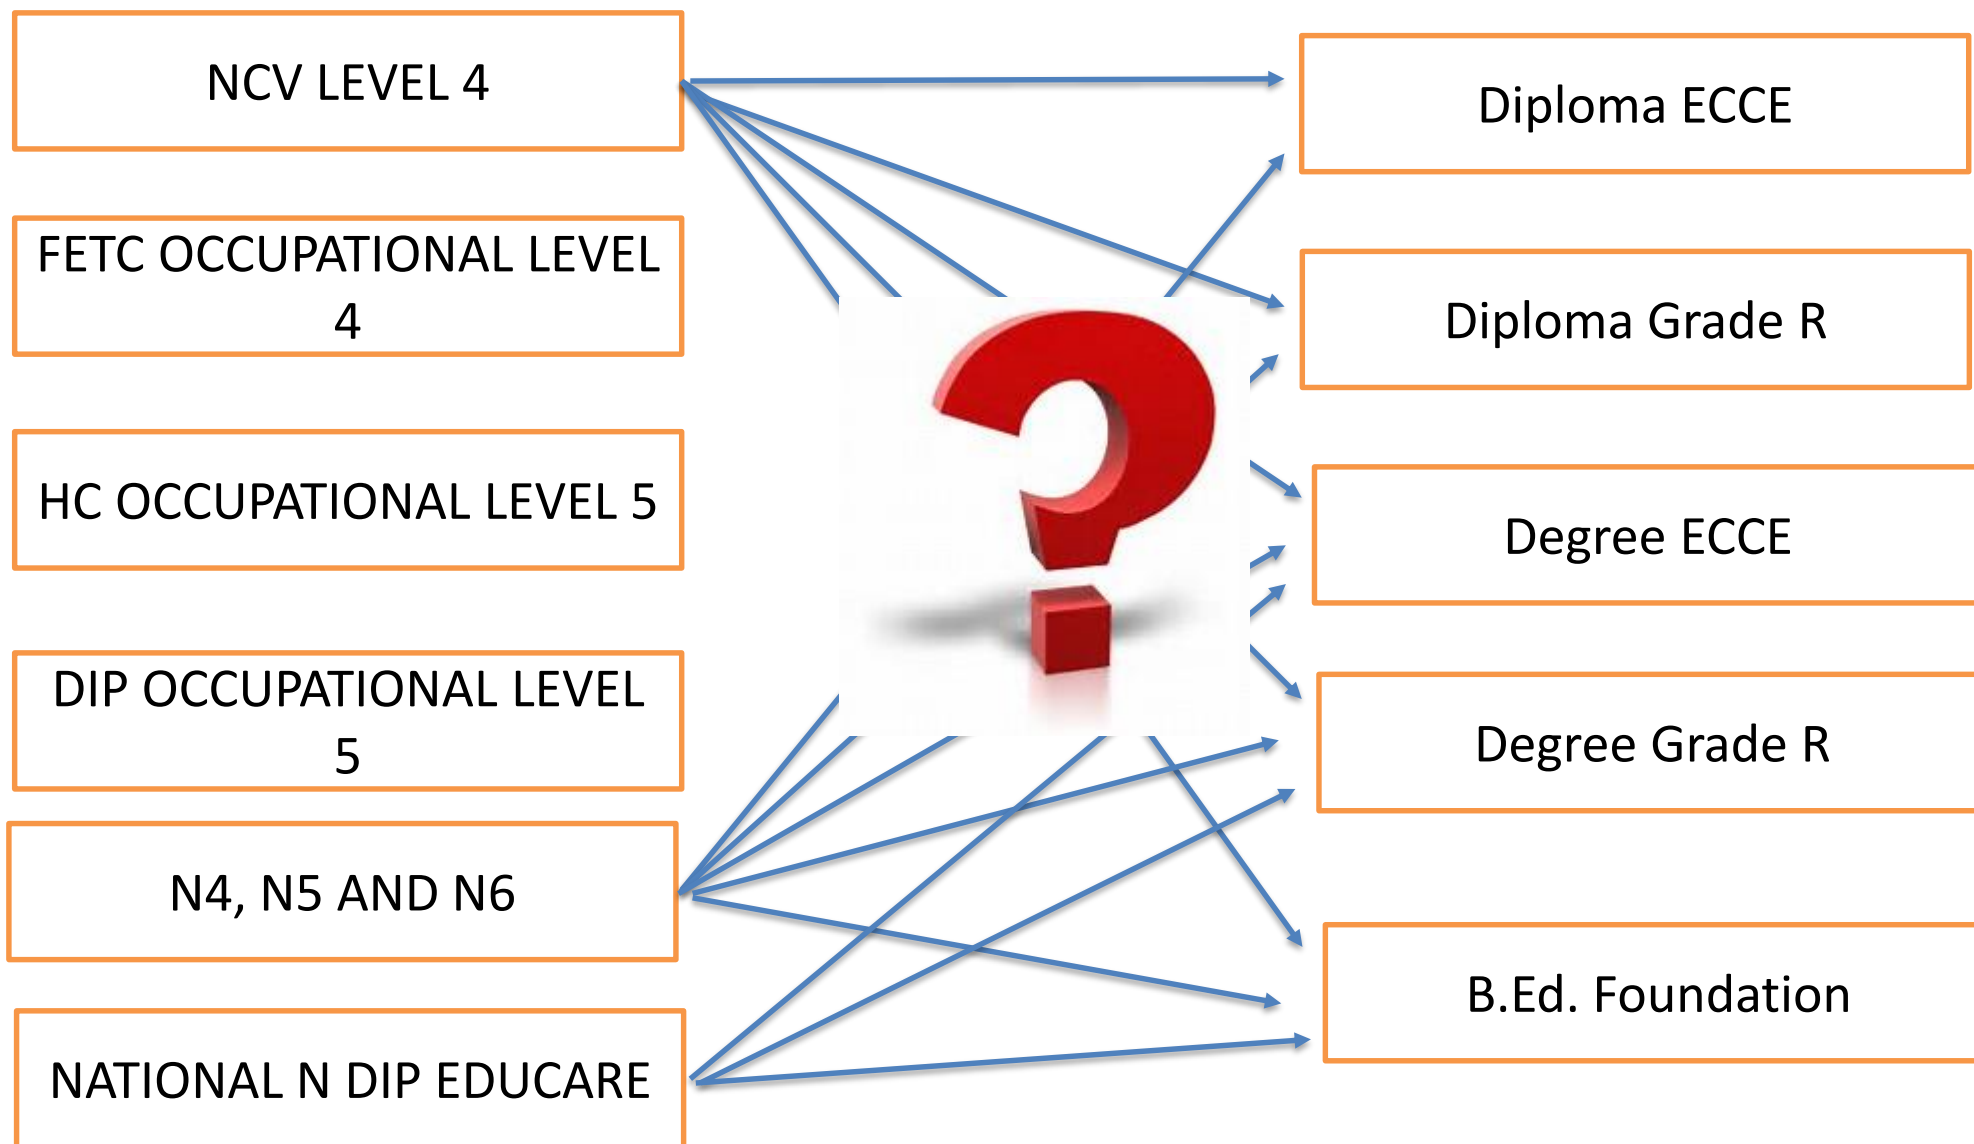 NCV LEVEL 4
FETC OCCUPATIONAL LEVEL
4
HC OCCUPATIONAL LEVEL 5
DIP OCCUPATIONAL LEVEL
5
N4, N5 AND N6
NATIONAL N DIP EDUCARE
Diploma ECCE
Diploma Grade R
Degree ECCE
Degree Grade R
B.Ed. Foundation